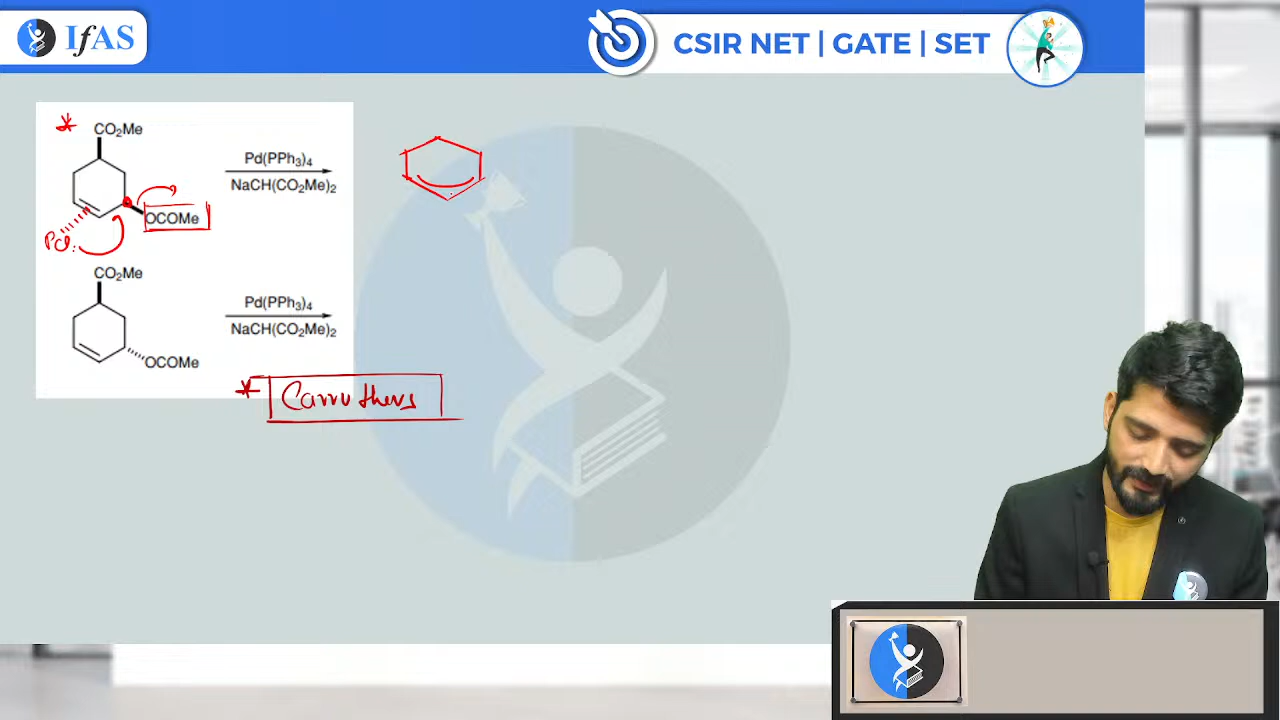 IfAS
CSIR NET | GATE | SET
*
CO₂Me
Pd(PPh₃)₄
NaCH(CO₂Me)₂
OCOMe
Pd:
CO₂Me
Pd(PPh₃)₄
NaCH(CO₂Me)₂
OCOMe
* Carruthers